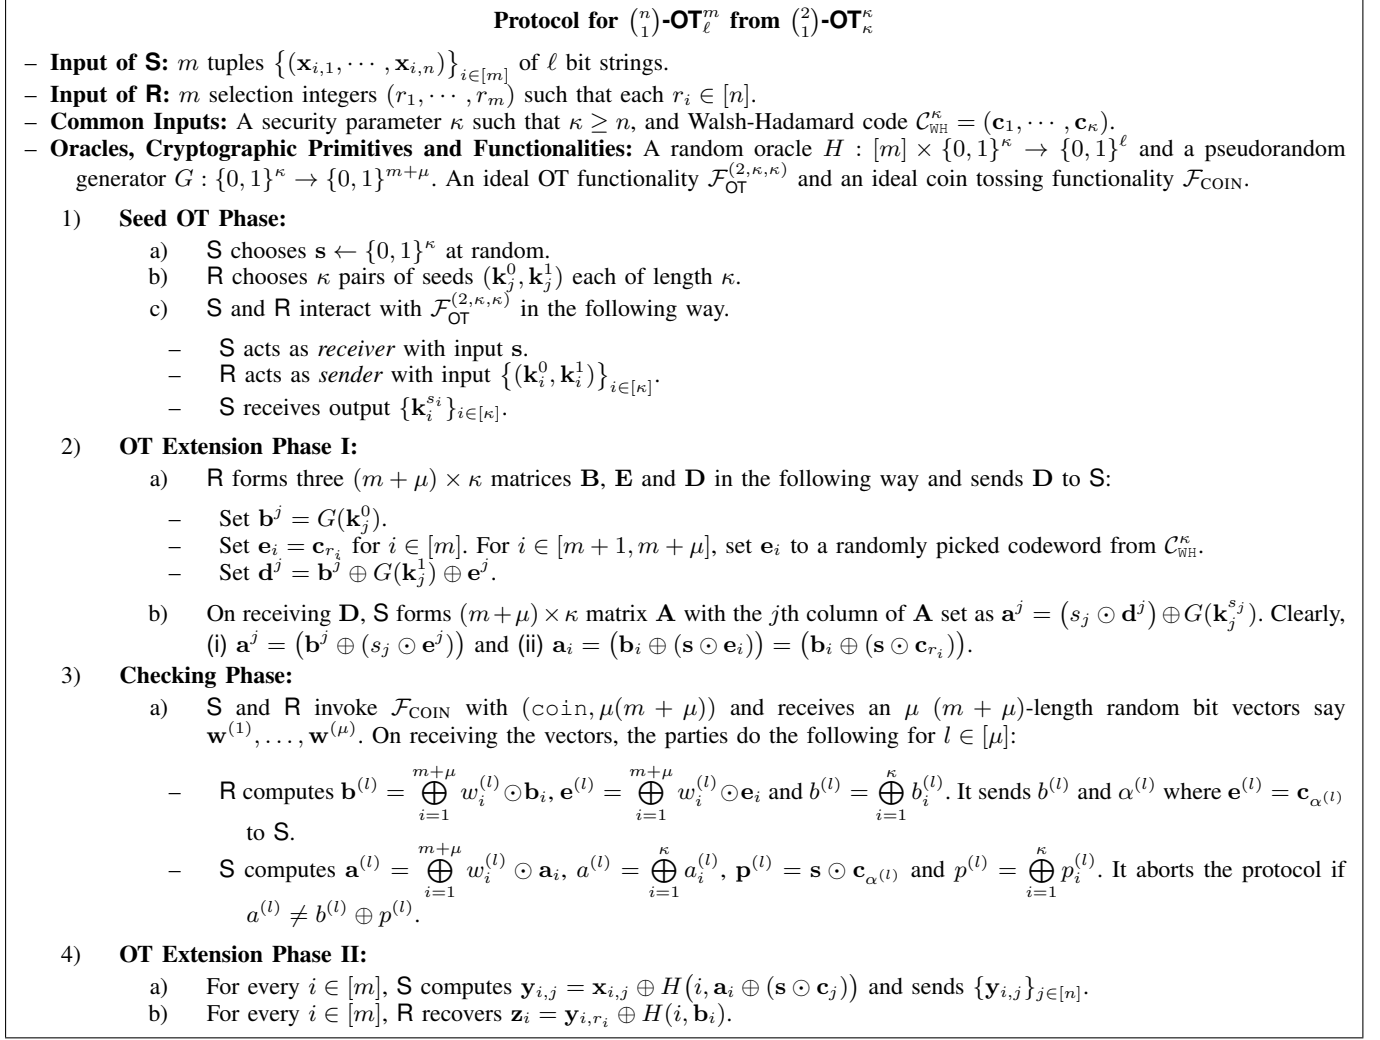 Protocol for $\binom{n}{1}$-OT$^m_\ell$ from $\binom{2}{1}$-OT$^\kappa_\kappa$
– Input of S: $m$ tuples $\{(\mathbf{x}_{i,1}, \cdots, \mathbf{x}_{i,n})\}_{i \in [m]}$ of $\ell$ bit strings.
– Input of R: $m$ selection integers $(r_1, \cdots, r_m)$ such that each $r_i \in [n]$.
– Common Inputs: A security parameter $\kappa$ such that $\kappa \geq n$, and Walsh-Hadamard code $\mathcal{C}^\kappa_{\mathtt{WH}} = (\mathbf{c}_1, \cdots, \mathbf{c}_\kappa)$.
– Oracles, Cryptographic Primitives and Functionalities: A random oracle $H : [m] \times \{0,1\}^\kappa \to \{0,1\}^\ell$ and a pseudorandom
generator $G : \{0,1\}^\kappa \to \{0,1\}^{m+\mu}$. An ideal OT functionality $\mathcal{F}_{\mathsf{OT}}^{(2,\kappa,\kappa)}$ and an ideal coin tossing functionality $\mathcal{F}_{\text{COIN}}$.
1) Seed OT Phase:
a) S chooses $\mathbf{s} \leftarrow \{0,1\}^\kappa$ at random.
b) R chooses $\kappa$ pairs of seeds $(\mathbf{k}^0_j, \mathbf{k}^1_j)$ each of length $\kappa$.
c) S and R interact with $\mathcal{F}_{\mathsf{OT}}^{(2,\kappa,\kappa)}$ in the following way.
– S acts as receiver with input $\mathbf{s}$.
– R acts as sender with input $\{(\mathbf{k}^0_i, \mathbf{k}^1_i)\}_{i \in [\kappa]}$.
– S receives output $\{\mathbf{k}^{s_i}_i\}_{i \in [\kappa]}$.
2) OT Extension Phase I:
a) R forms three $(m + \mu) \times \kappa$ matrices $\mathbf{B}$, $\mathbf{E}$ and $\mathbf{D}$ in the following way and sends $\mathbf{D}$ to S:
– Set $\mathbf{b}^j = G(\mathbf{k}^0_j)$.
– Set $\mathbf{e}_i = \mathbf{c}_{r_i}$ for $i \in [m]$. For $i \in [m+1, m+\mu]$, set $\mathbf{e}_i$ to a randomly picked codeword from $\mathcal{C}^\kappa_{\mathtt{WH}}$.
– Set $\mathbf{d}^j = \mathbf{b}^j \oplus G(\mathbf{k}^1_j) \oplus \mathbf{e}^j$.
b) On receiving $\mathbf{D}$, S forms $(m+\mu) \times \kappa$ matrix $\mathbf{A}$ with the $j$th column of $\mathbf{A}$ set as $\mathbf{a}^j = (s_j \odot \mathbf{d}^j) \oplus G(\mathbf{k}^{s_j}_j)$. Clearly,
(i) $\mathbf{a}^j = (\mathbf{b}^j \oplus (s_j \odot \mathbf{e}^j))$ and (ii) $\mathbf{a}_i = (\mathbf{b}_i \oplus (\mathbf{s} \odot \mathbf{e}_i)) = (\mathbf{b}_i \oplus (\mathbf{s} \odot \mathbf{c}_{r_i}))$.
3) Checking Phase:
a) S and R invoke $\mathcal{F}_{\text{COIN}}$ with $(\mathtt{coin}, \mu(m + \mu))$ and receives an $\mu$ $(m + \mu)$-length random bit vectors say
$\mathbf{w}^{(1)}, \ldots, \mathbf{w}^{(\mu)}$. On receiving the vectors, the parties do the following for $l \in [\mu]$:
– R computes $\mathbf{b}^{(l)} = \bigoplus_{i=1}^{m+\mu} w^{(l)}_i \odot \mathbf{b}_i$, $\mathbf{e}^{(l)} = \bigoplus_{i=1}^{m+\mu} w^{(l)}_i \odot \mathbf{e}_i$ and $b^{(l)} = \bigoplus_{i=1}^{\kappa} b^{(l)}_i$. It sends $b^{(l)}$ and $\alpha^{(l)}$ where $\mathbf{e}^{(l)} = \mathbf{c}_{\alpha^{(l)}}$
to S.
– S computes $\mathbf{a}^{(l)} = \bigoplus_{i=1}^{m+\mu} w^{(l)}_i \odot \mathbf{a}_i$, $a^{(l)} = \bigoplus_{i=1}^{\kappa} a^{(l)}_i$, $\mathbf{p}^{(l)} = \mathbf{s} \odot \mathbf{c}_{\alpha^{(l)}}$ and $p^{(l)} = \bigoplus_{i=1}^{\kappa} p^{(l)}_i$. It aborts the protocol if
$a^{(l)} \neq b^{(l)} \oplus p^{(l)}$.
4) OT Extension Phase II:
a) For every $i \in [m]$, S computes $\mathbf{y}_{i,j} = \mathbf{x}_{i,j} \oplus H(i, \mathbf{a}_i \oplus (\mathbf{s} \odot \mathbf{c}_j))$ and sends $\{\mathbf{y}_{i,j}\}_{j \in [n]}$.
b) For every $i \in [m]$, R recovers $\mathbf{z}_i = \mathbf{y}_{i,r_i} \oplus H(i, \mathbf{b}_i)$.